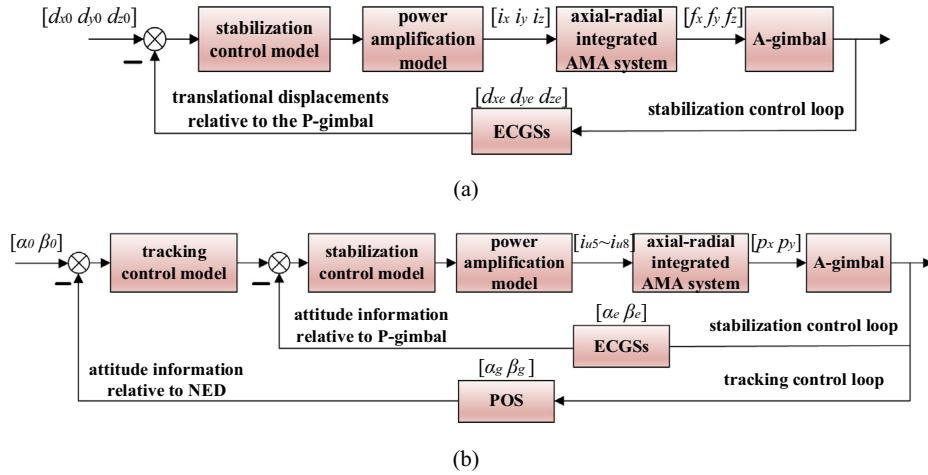 [dx0 dy0 dz0]
stabilization
control model
power
amplification
model
[ix iy iz]
axial-radial
integrated
AMA system
[fx fy fz]
A-gimbal
translational displacements
relative to the P-gimbal
[dxe dye dze]
ECGSs
stabilization control loop
(a)
[α0 β0]
tracking
control model
stabilization
control model
power
amplification
model
[iu5~iu8]
axial-radial
integrated
AMA system
[px py]
A-gimbal
attitude information
relative to P-gimbal
[αe βe]
ECGSs
stabilization control loop
attitude information
relative to NED
[αg βg]
POS
tracking control loop
(b)